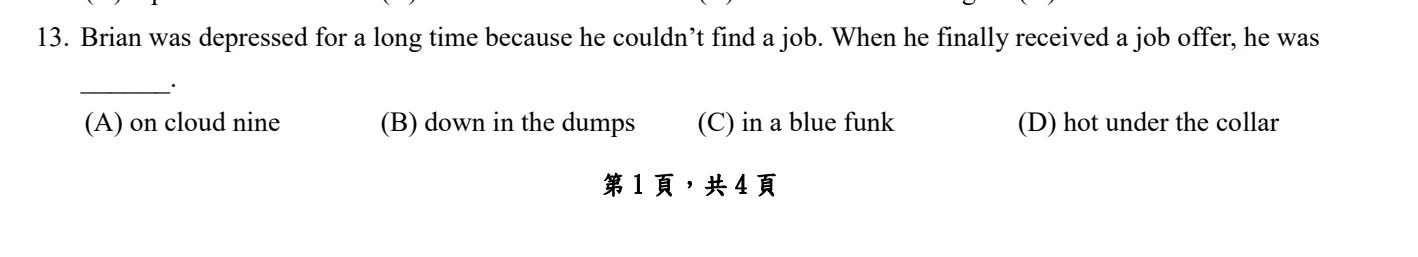 13. Brian was depressed for a long time because he couldn’t find a job. When he finally received a job offer, he was
______.
(A) on cloud nine (B) down in the dumps (C) in a blue funk (D) hot under the collar
第 1 頁，共 4 頁